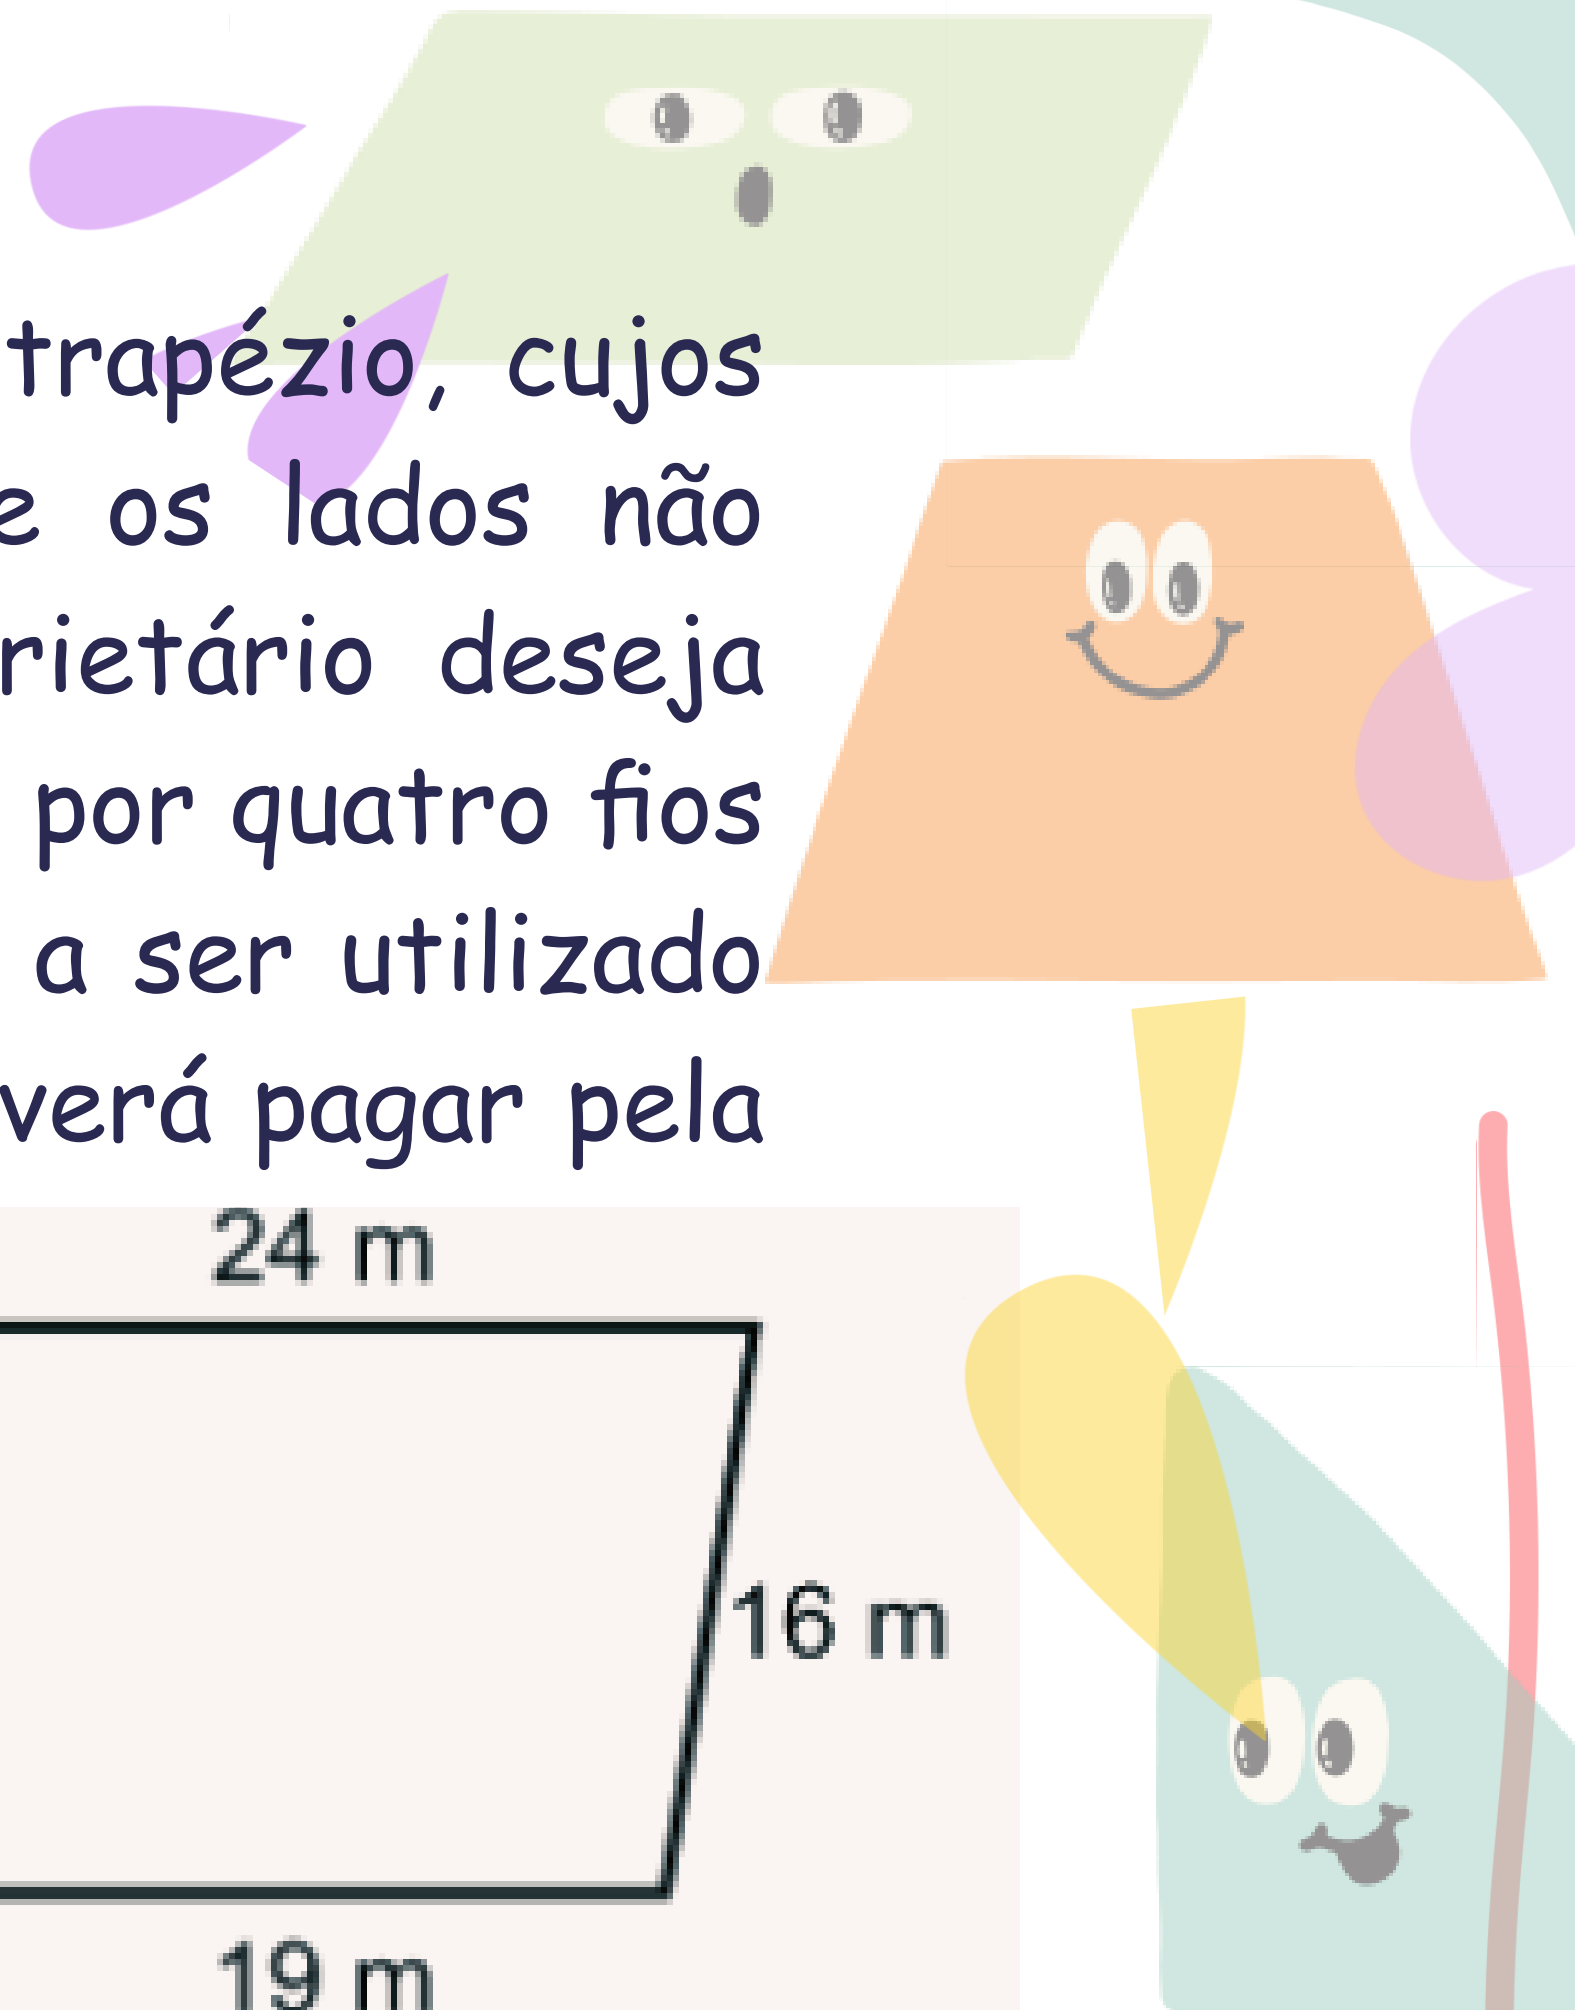 trapézio, cujos
e os lados não
rietário deseja
por quatro fios
a ser utilizado
verá pagar pela
24 m
16 m
19 m